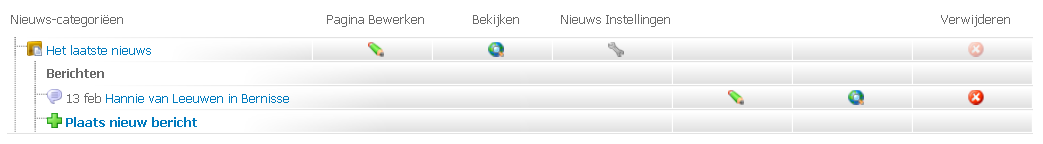 Nieuws-categoriëen Pagina Bewerken Bekijken Nieuws Instellingen Verwijderen
Het laatste nieuws
Berichten
13 feb Hannie van Leeuwen in Bernisse
Plaats nieuw bericht